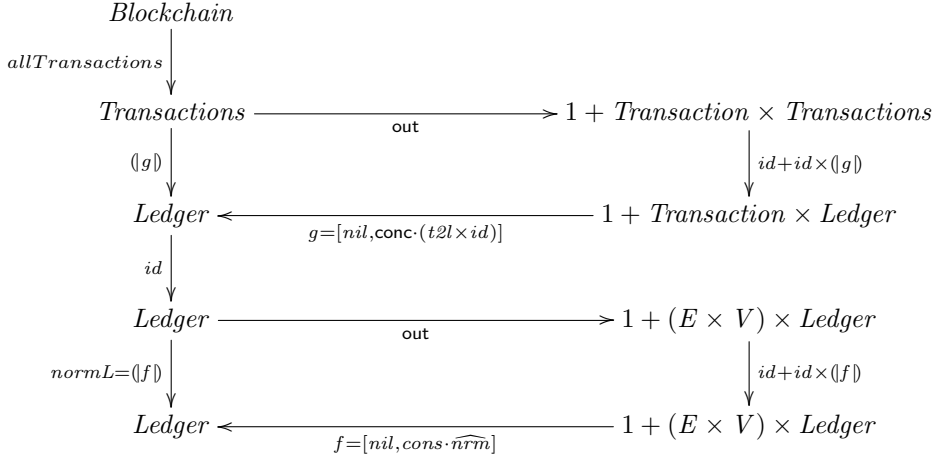 Blockchain
allTransactions
Transactions out 1 + Transaction × Transactions
(|g|) id+id×(|g|)
Ledger g=[nil,conc·(t2l×id)] 1 + Transaction × Ledger
id
Ledger out 1 + (E × V) × Ledger
normL=(|f|) id+id×(|f|)
Ledger f=[nil,cons·n͡rm] 1 + (E × V) × Ledger